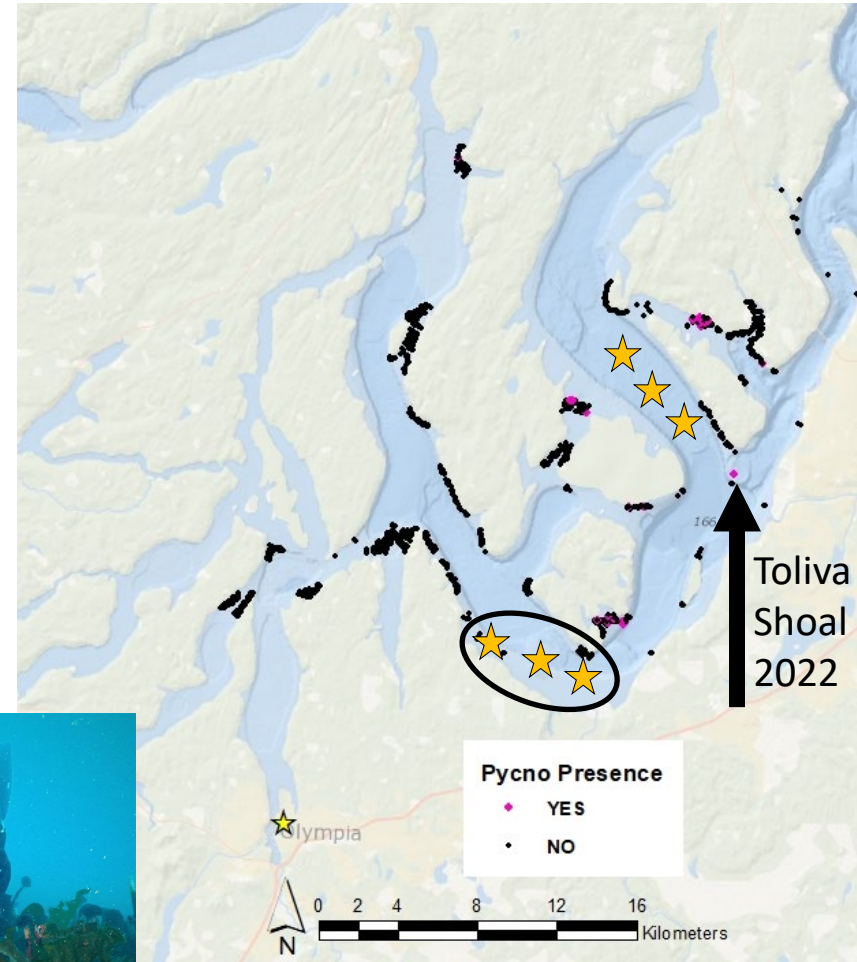 166
Toliva
Shoal
2022
Pycno Presence
YES
NO
Olympia
0 2 4 8 12 16
Kilometers
N